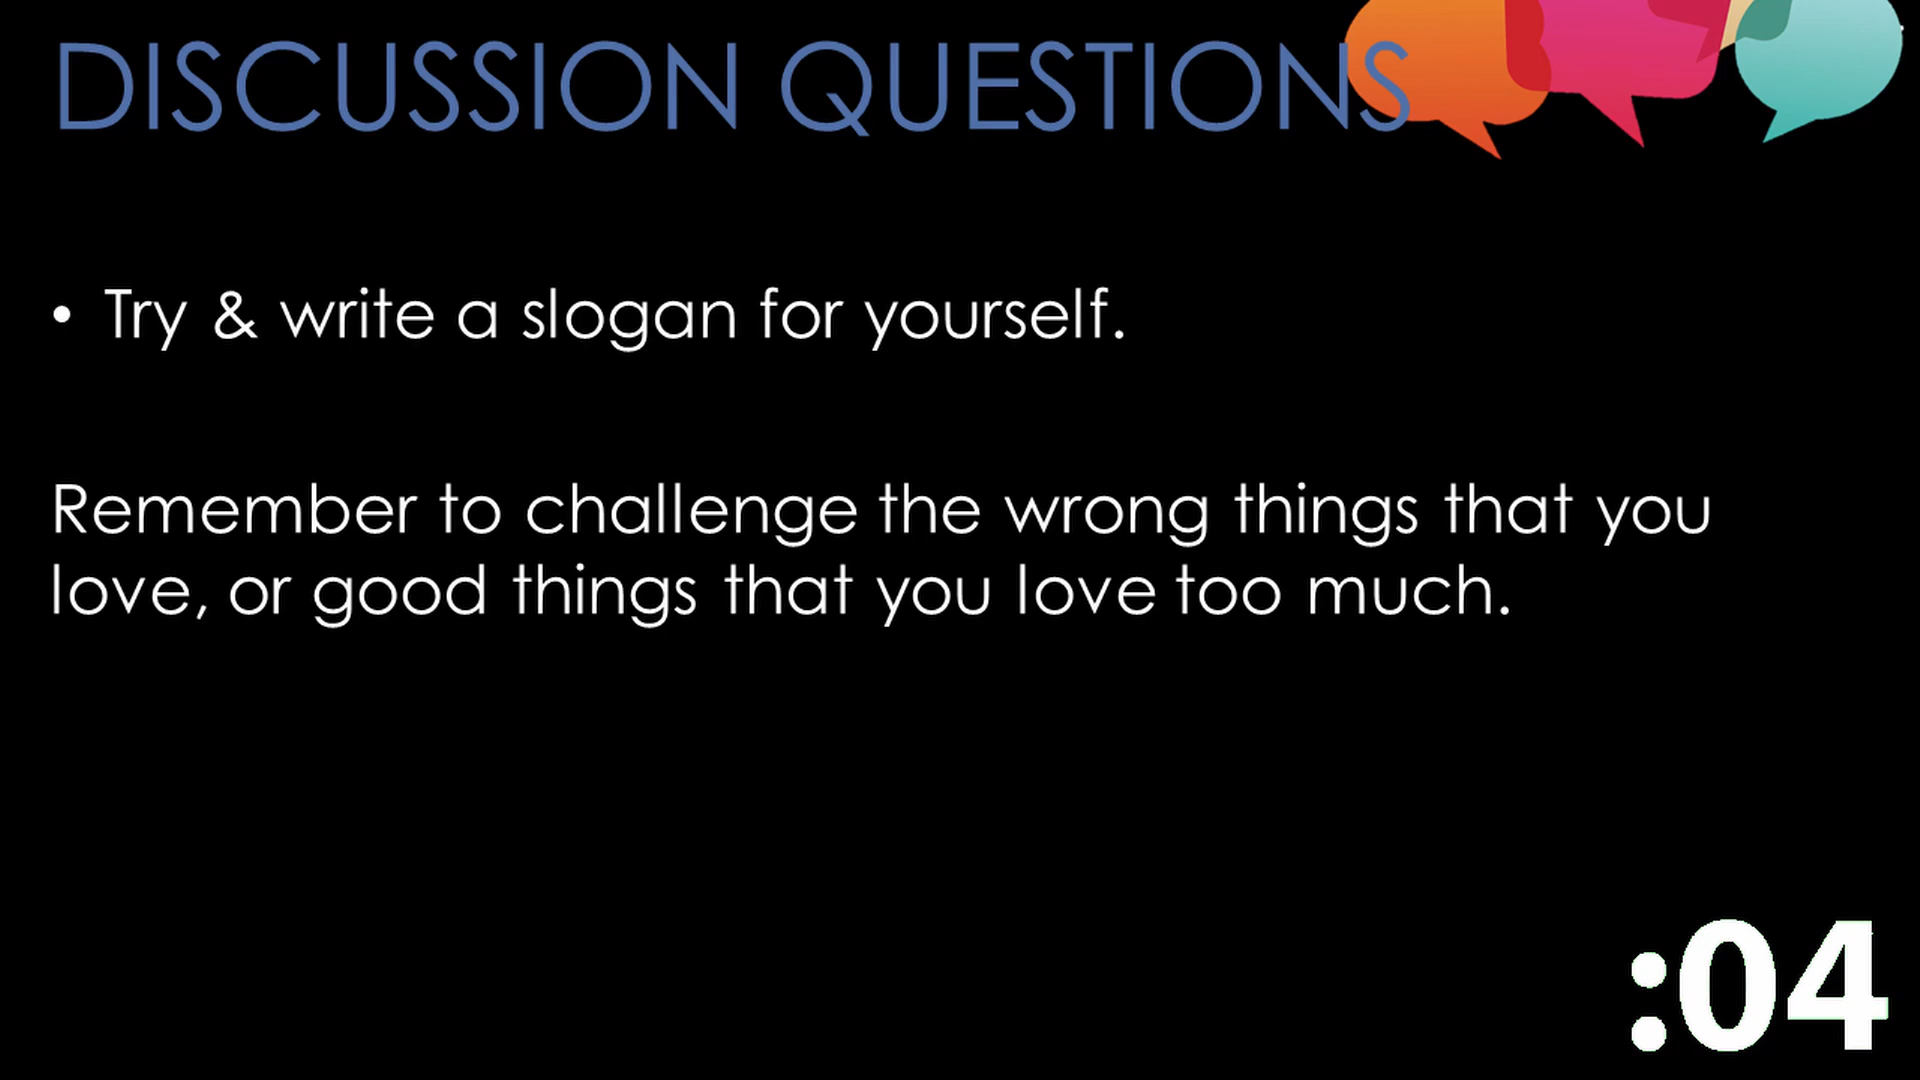 DISCUSSION QUESTIONS
• Try & write a slogan for yourself.
Remember to challenge the wrong things that you
love, or good things that you love too much.
:04